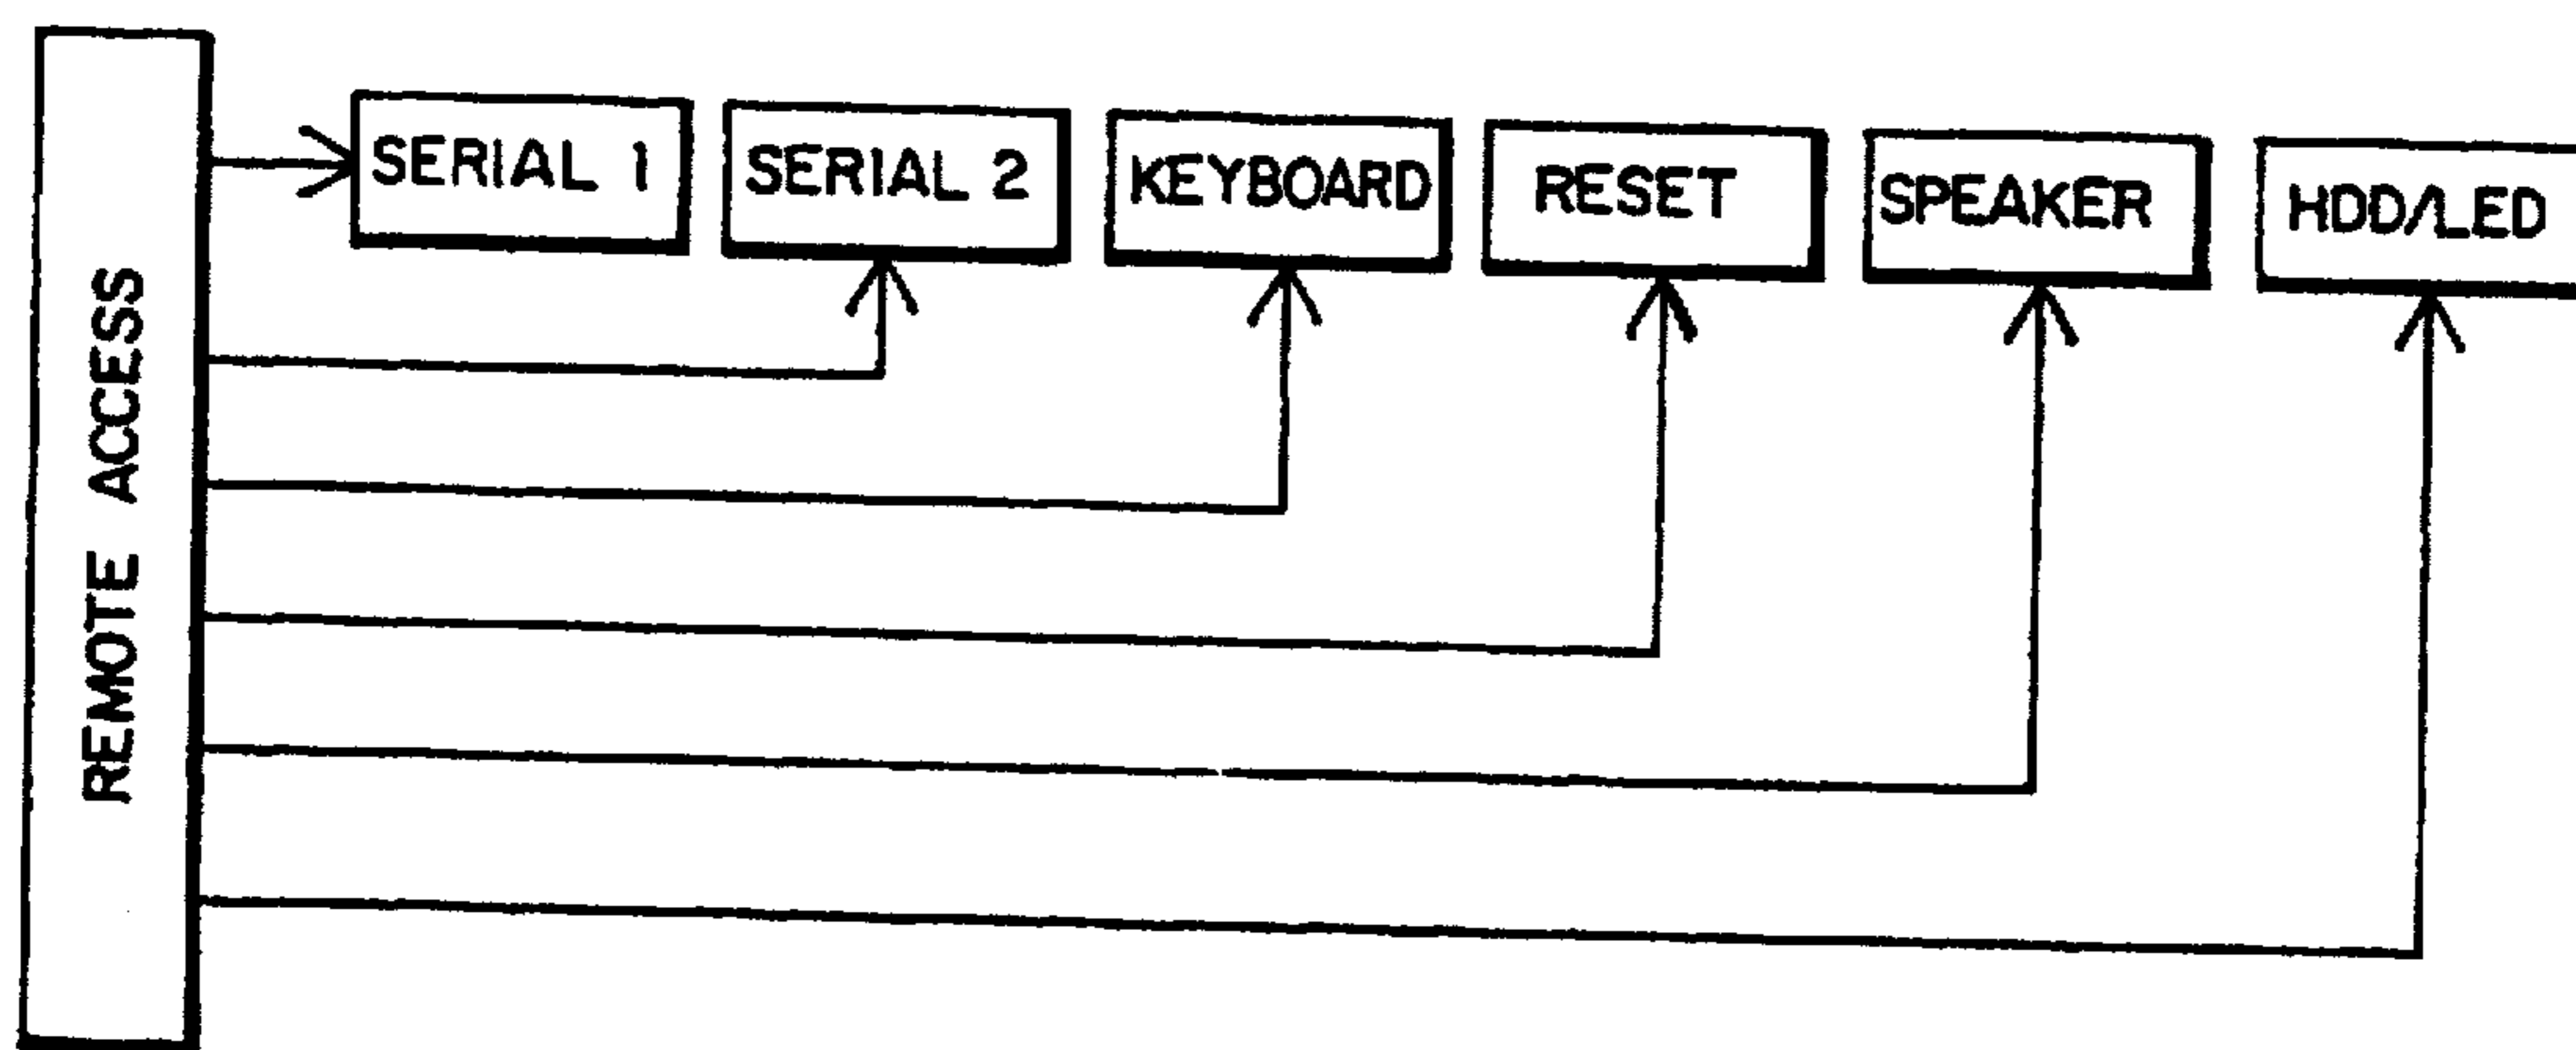 REMOTE ACCESS
SERIAL 1
SERIAL 2
KEYBOARD
RESET
SPEAKER
HDD/LED